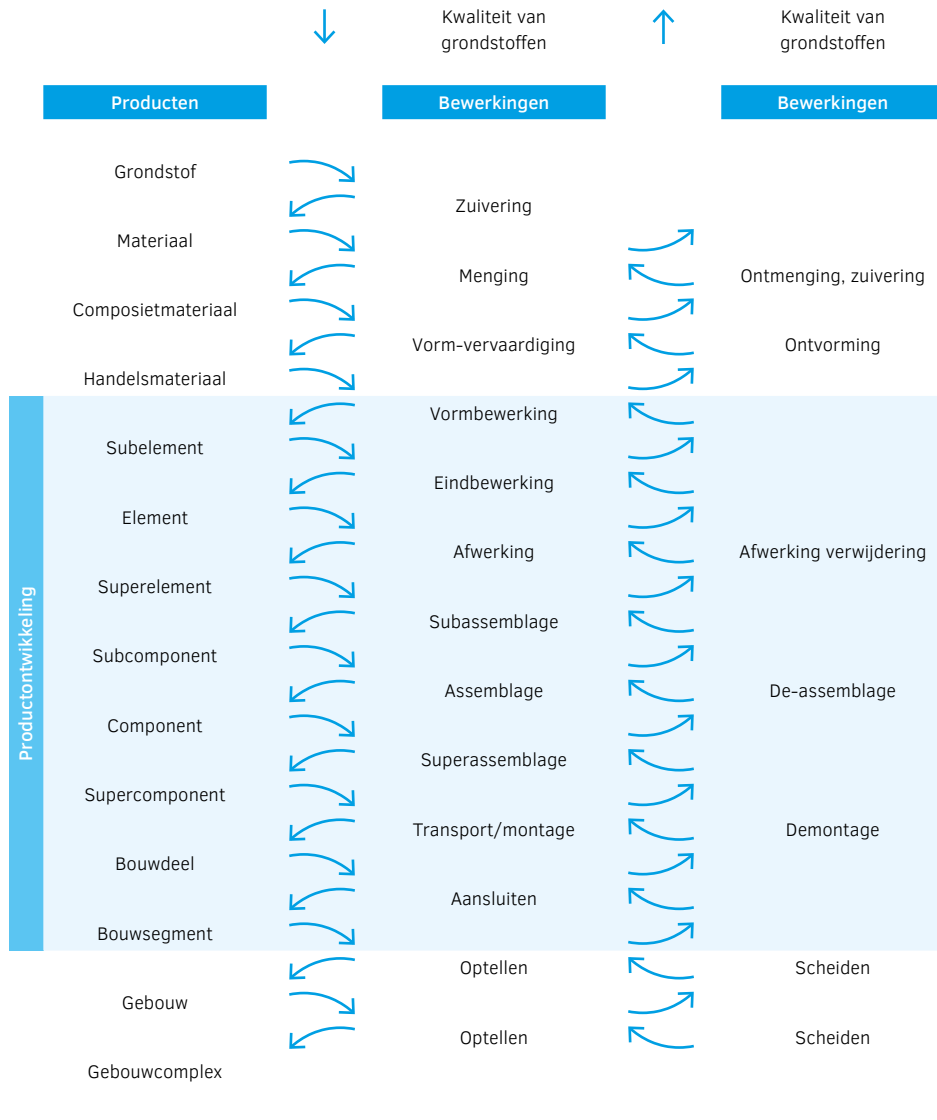 Kwaliteit van
grondstoffen
Kwaliteit van
grondstoffen
Producten
Bewerkingen
Bewerkingen
Grondstof
Zuivering
Materiaal
Menging
Ontmenging, zuivering
Composietmateriaal
Vorm-vervaardiging
Ontvorming
Handelsmateriaal
Productontwikkeling
Vormbewerking
Subelement
Eindbewerking
Element
Afwerking
Afwerking verwijdering
Superelement
Subassemblage
Subcomponent
Assemblage
De-assemblage
Component
Superassemblage
Supercomponent
Transport/montage
Demontage
Bouwdeel
Aansluiten
Bouwsegment
Optellen
Scheiden
Gebouw
Optellen
Scheiden
Gebouwcomplex